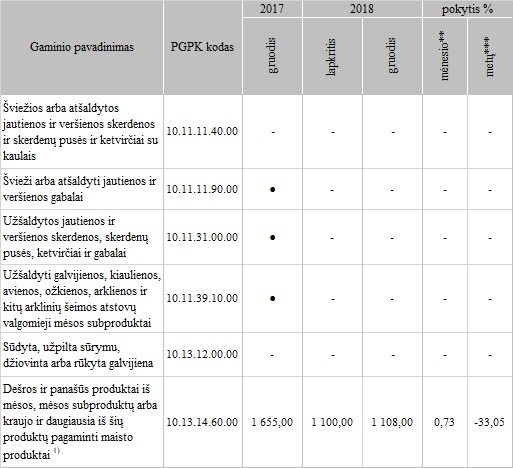 Gaminio pavadinimas PGPK kodas 2017 2018 pokytis %
gruodis lapkritis gruodis mėnesio** metų***
Šviežios arba atšaldytos
jautienos ir veršienos skerdenos
ir skerdenų pusės ir ketvirčiai su
kaulais
10.11.11.40.00 - - - - -
Švieži arba atšaldyti jautienos ir
veršienos gabalai
10.11.11.90.00 ● - - - -
Užšaldytos jautienos ir
veršienos skerdenos, skerdenų
pusės, ketvirčiai ir gabalai
10.11.31.00.00 ● - - - -
Užšaldyti galvijienos, kiaulienos,
avienos, ožkienos, arklienos ir
kitų arklinių šeimos atstovų
valgomieji mėsos subproduktai
10.11.39.10.00 ● - - - -
Sūdyta, užpilta sūrymu,
džiovinta arba rūkyta galvijiena
10.13.12.00.00 - - - - -
Dešros ir panašūs produktai iš
mėsos, mėsos subproduktų arba
kraujo ir daugiausia iš šių
produktų pagaminti maisto
produktai ¹⁾
10.13.14.60.00 1 655,00 1 100,00 1 108,00 0,73 -33,05